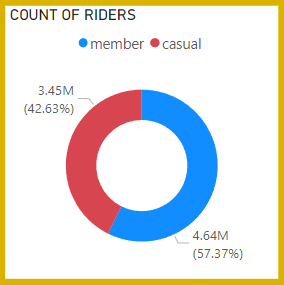 COUNT OF RIDERS
member casual
3.45M
(42.63%)
4.64M
(57.37%)